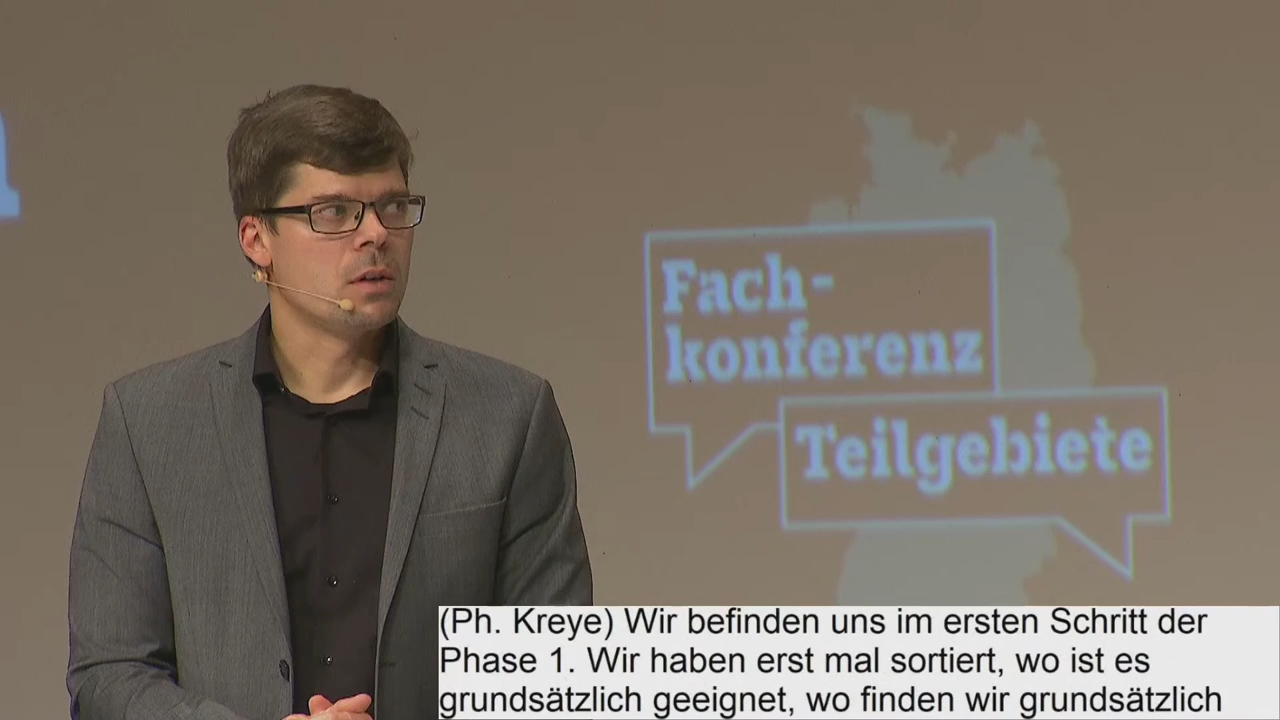 Fach-
konferenz
Teilgebiete
(Ph. Kreye) Wir befinden uns im ersten Schritt der
Phase 1. Wir haben erst mal sortiert, wo ist es
grundsätzlich geeignet, wo finden wir grundsätzlich